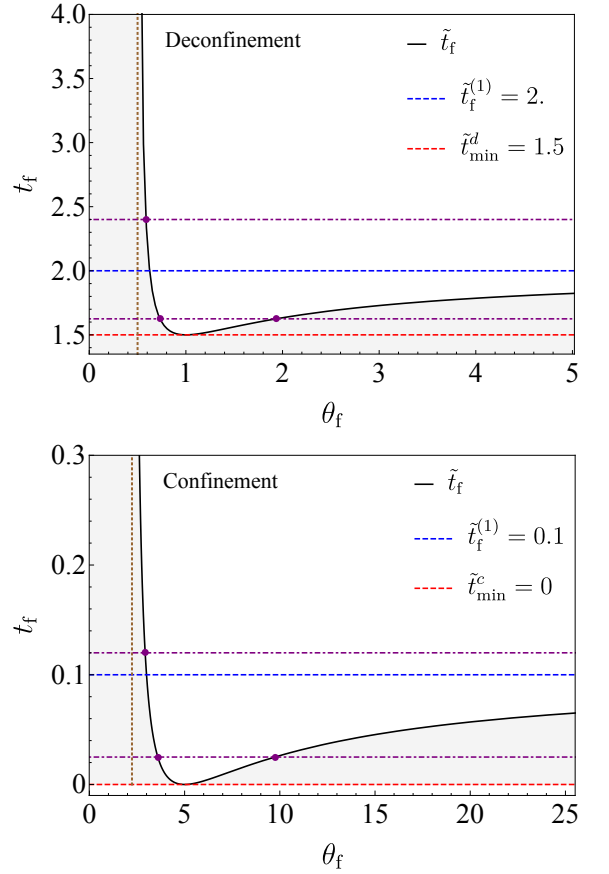 4.0
3.5
3.0
2.5
2.0
1.5
t_f
Deconfinement
t̃_f
t̃_f^(1) = 2.
t̃_min^d = 1.5
0 1 2 3 4 5
θ_f
0.3
0.2
0.1
0
t_f
Confinement
t̃_f
t̃_f^(1) = 0.1
t̃_min^c = 0
0 5 10 15 20 25
θ_f